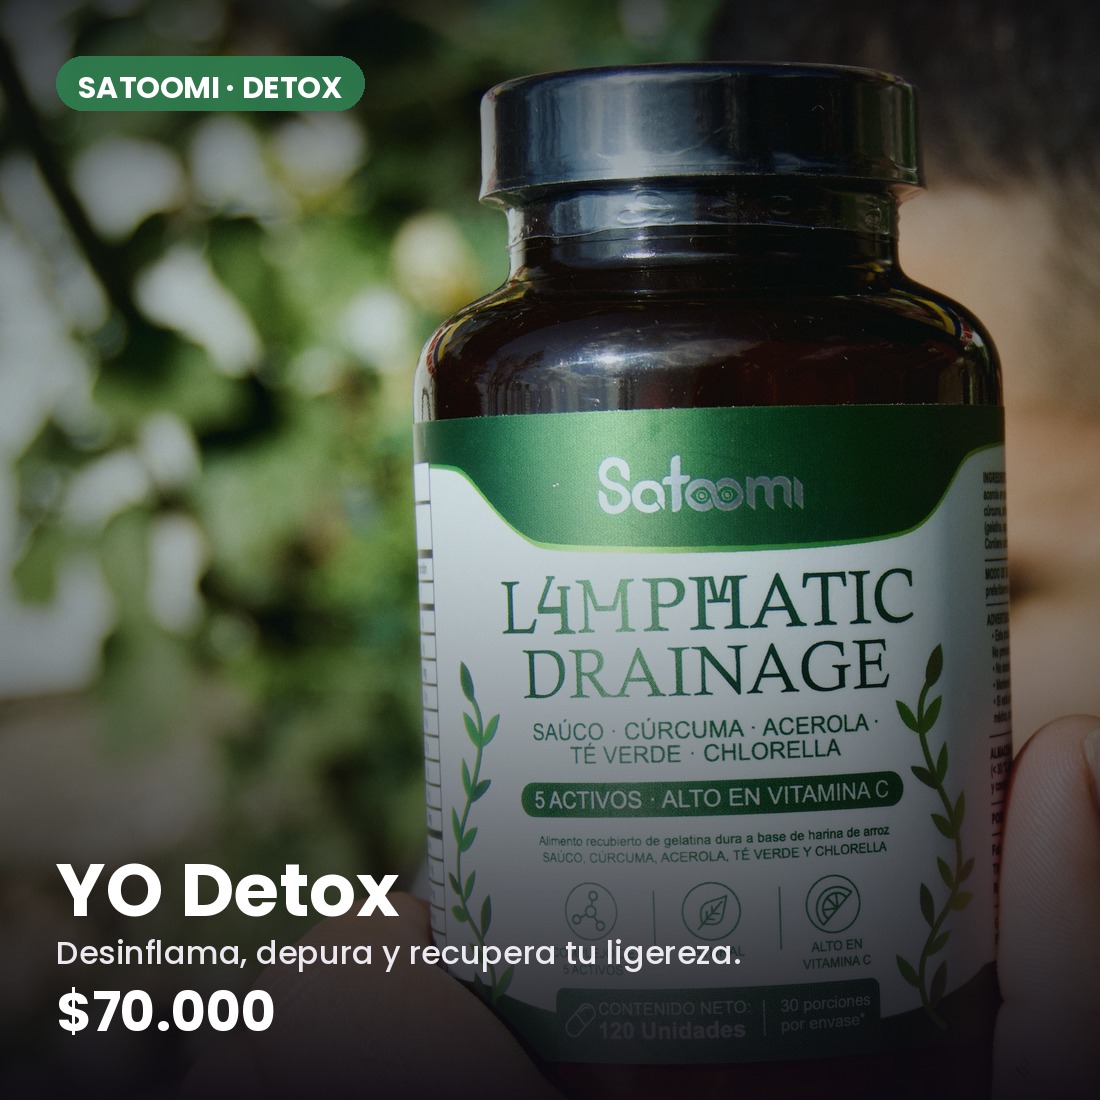 SATOOMI · DETOX
Satoomi
L4MPHATIC
DRAINAGE
SAÚCO · CÚRCUMA · ACEROLA ·
TÉ VERDE · CHLORELLA
5 ACTIVOS · ALTO EN VITAMINA C
Alimento recubierto de gelatina dura a base de harina de arroz
SAÚCO, CÚRCUMA, ACEROLA, TÉ VERDE Y CHLORELLA
5 ACTIVOS
ALTO EN
VITAMINA C
CONTENIDO NETO:
120 Unidades
30 porciones
por envase*
YO Detox
Desinflama, depura y recupera tu ligereza.
$70.000